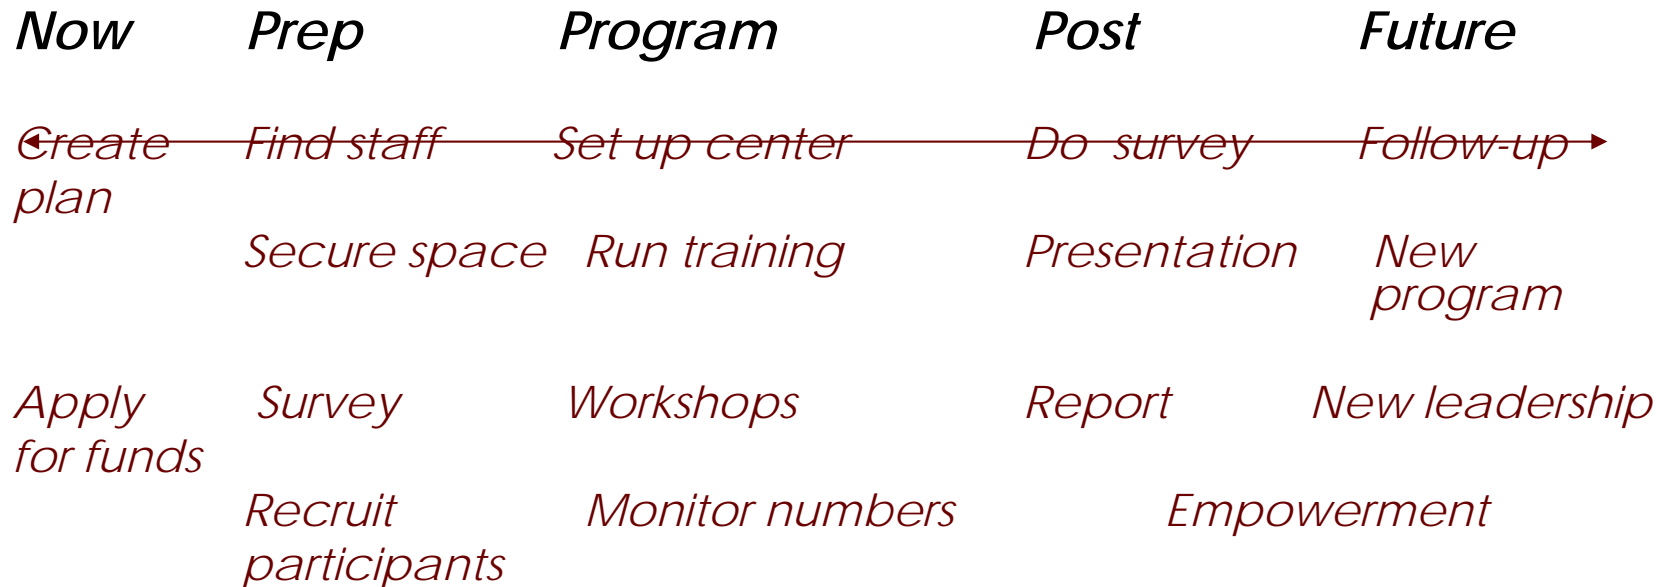 Now Prep Program Post Future
Create Find staff Set up center Do survey Follow-up
plan
Secure space Run training Presentation New
program
Apply Survey Workshops Report New leadership
for funds
Recruit Monitor numbers Empowerment
participants